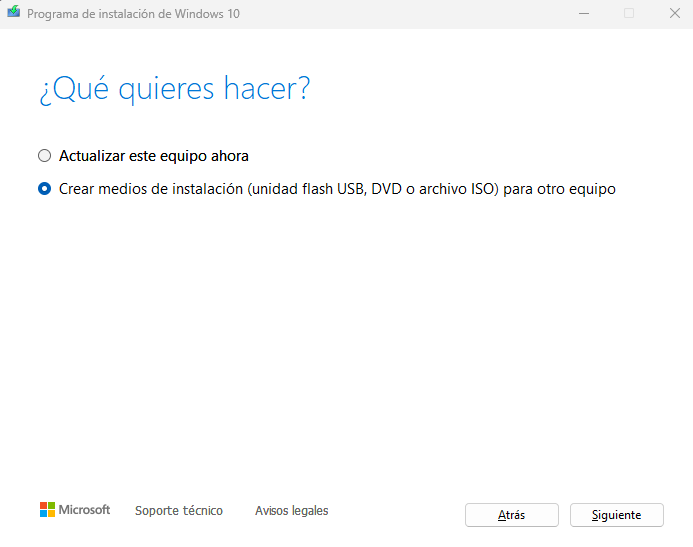 Programa de instalación de Windows 10
¿Qué quieres hacer?
Actualizar este equipo ahora
Crear medios de instalación (unidad flash USB, DVD o archivo ISO) para otro equipo
Microsoft
Soporte técnico
Avisos legales
Atrás
Siguiente